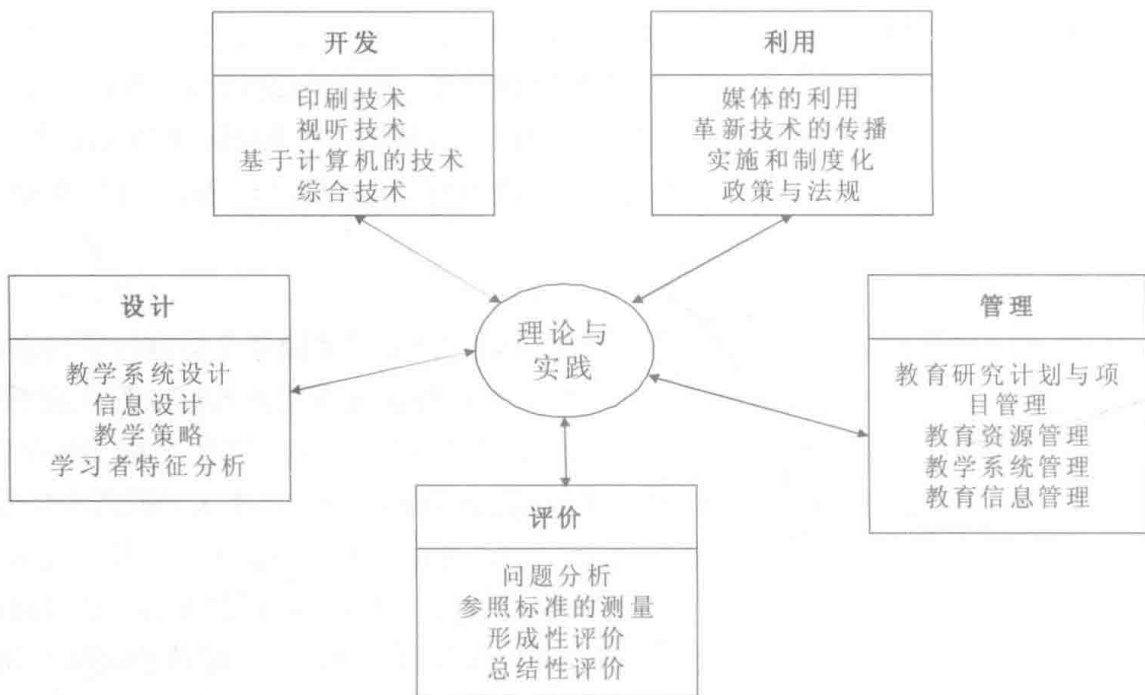 开发
印刷技术
视听技术
基于计算机的技术
综合技术
利用
媒体的利用
革新技术的传播
实施和制度化
政策与法规
设计
教学系统设计
信息设计
教学策略
学习者特征分析
理论与
实践
管理
教育研究计划与项
目管理
教育资源管理
教学系统管理
教育信息管理
评价
问题分析
参照标准的测量
形成性评价
总结性评价